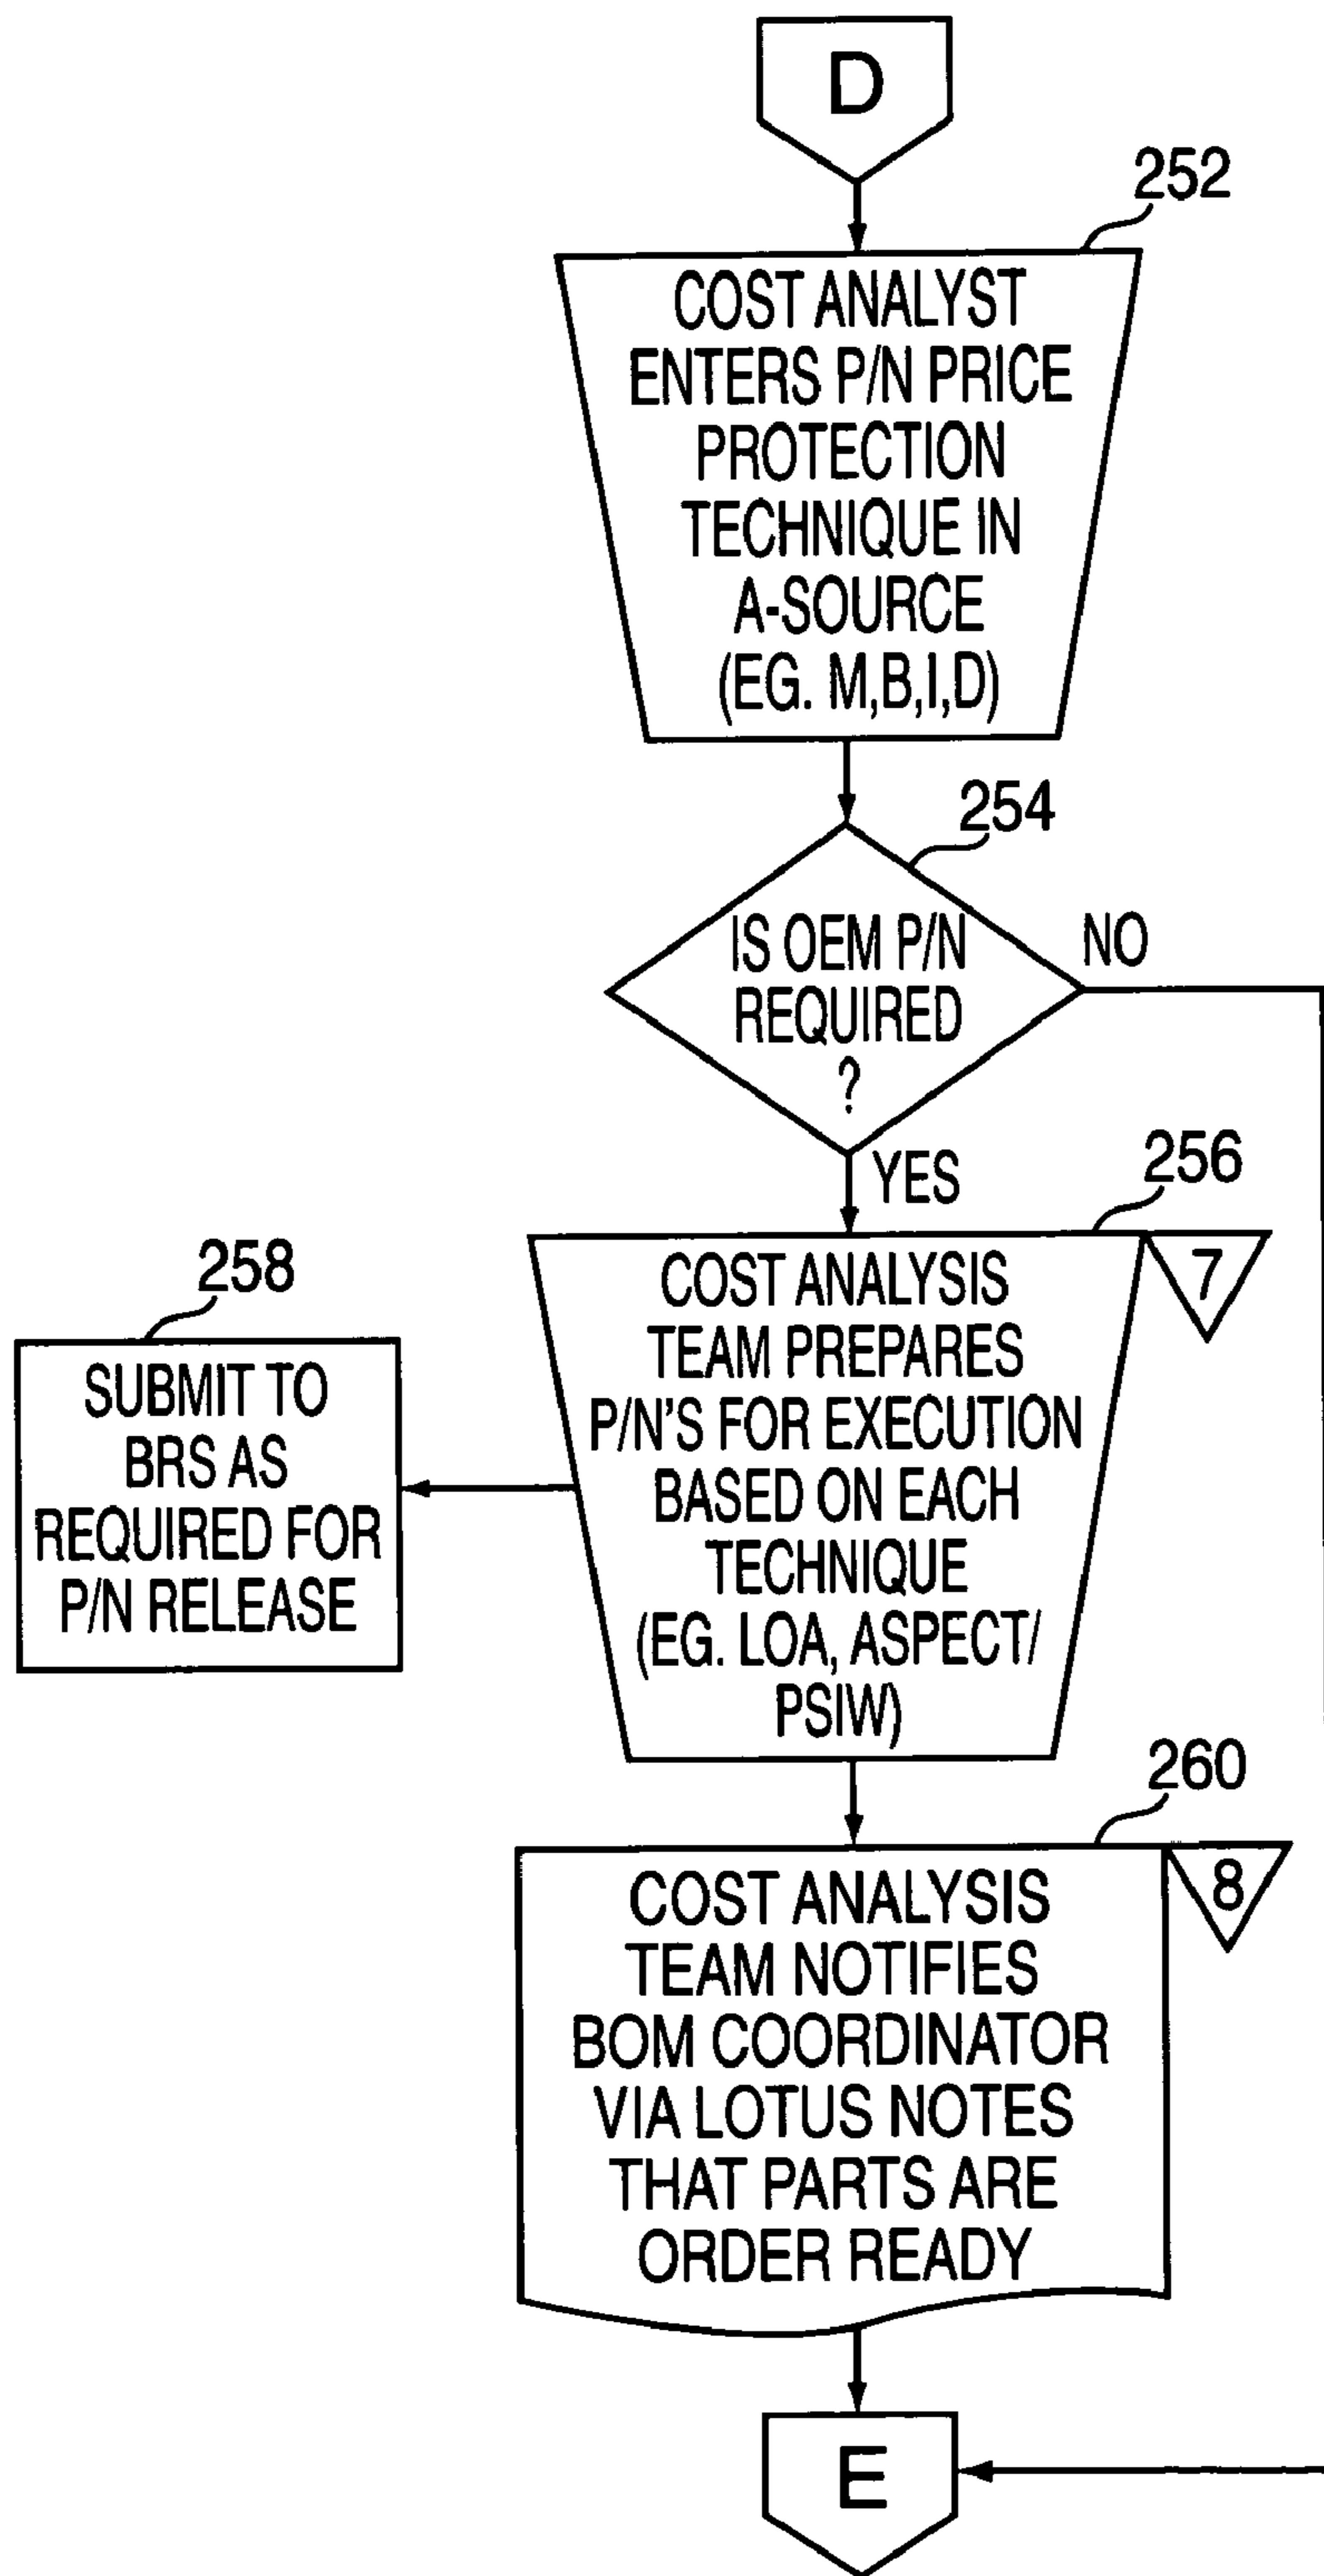 D
252
COST ANALYST
ENTERS P/N PRICE
PROTECTION
TECHNIQUE IN
A-SOURCE
(EG. M,B,I,D)
254
IS OEM P/N
REQUIRED
?
NO
YES
256
7
COST ANALYSIS
TEAM PREPARES
P/N'S FOR EXECUTION
BASED ON EACH
TECHNIQUE
(EG. LOA, ASPECT/
PSIW)
258
SUBMIT TO
BRS AS
REQUIRED FOR
P/N RELEASE
260
8
COST ANALYSIS
TEAM NOTIFIES
BOM COORDINATOR
VIA LOTUS NOTES
THAT PARTS ARE
ORDER READY
E